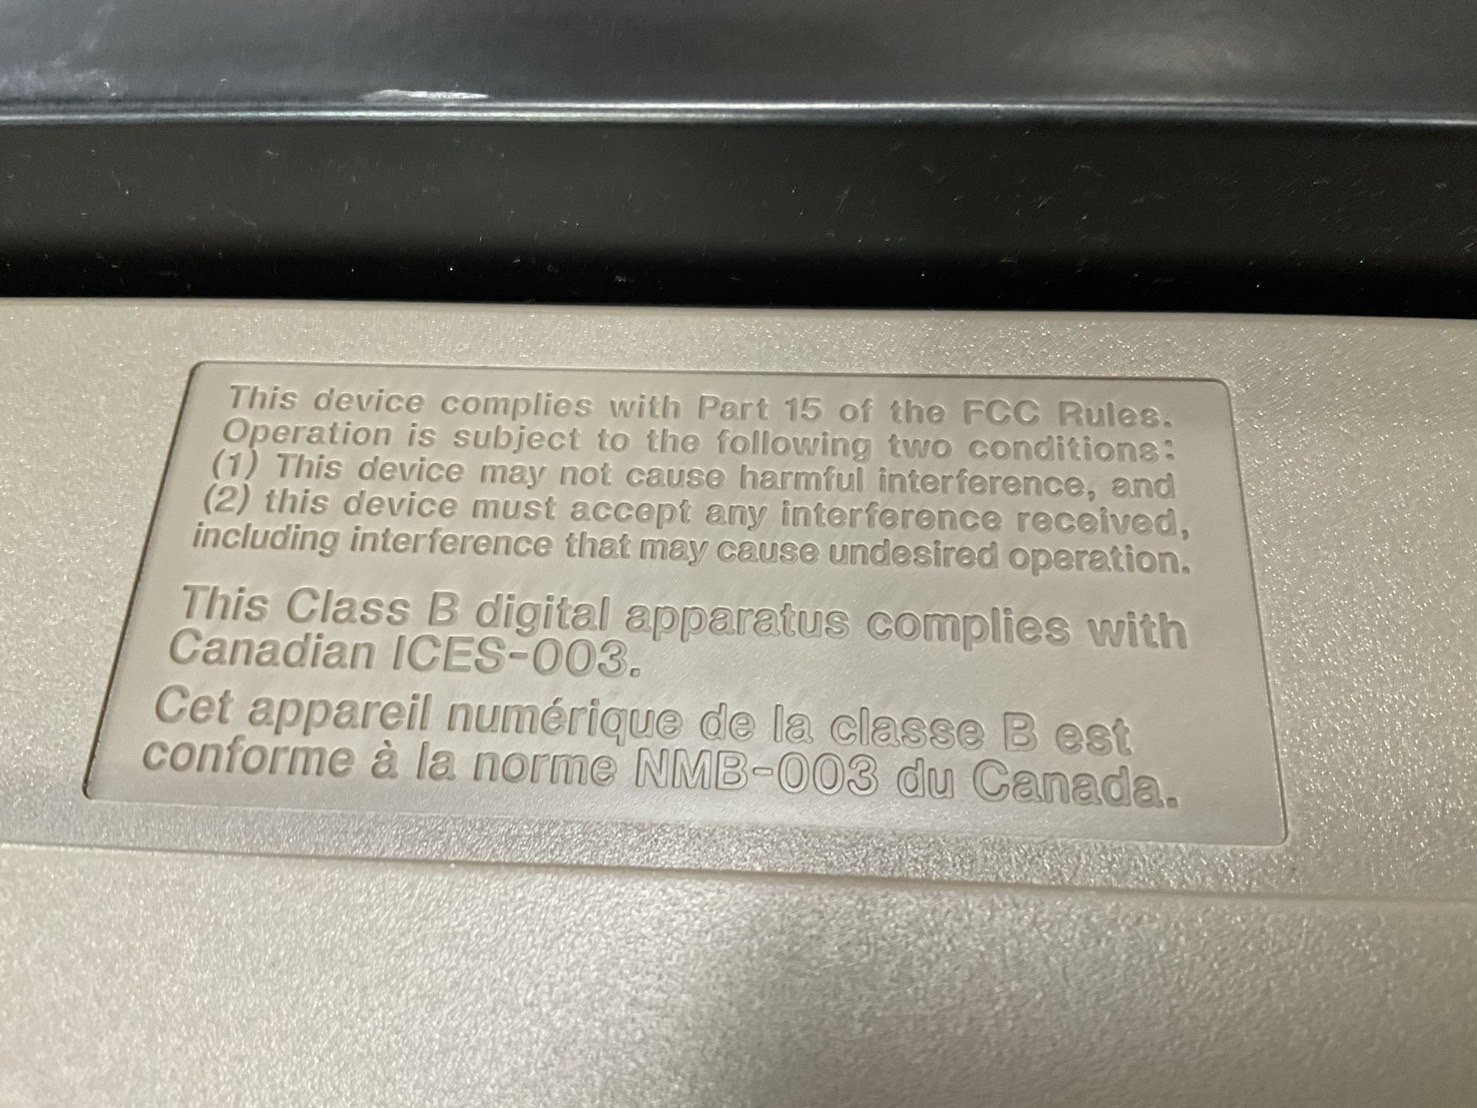 This device complies with Part 15 of the FCC Rules.
Operation is subject to the following two conditions:
(1) This device may not cause harmful interference, and
(2) this device must accept any interference received,
including interference that may cause undesired operation.
This Class B digital apparatus complies with
Canadian ICES-003.
Cet appareil numérique de la classe B est
conforme à la norme NMB-003 du Canada.